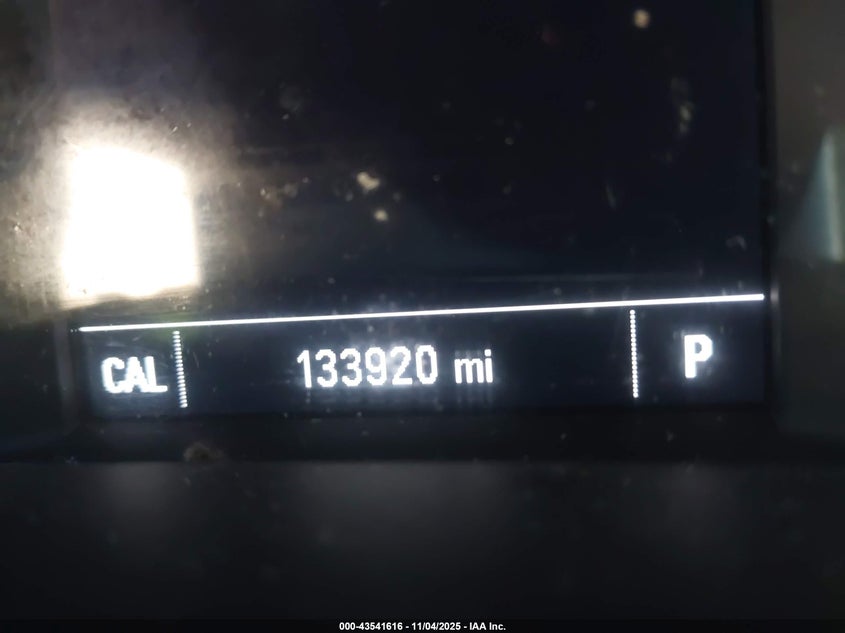 CAL 133920 mi P
000-43541616 - 11/04/2025 - IAA Inc.